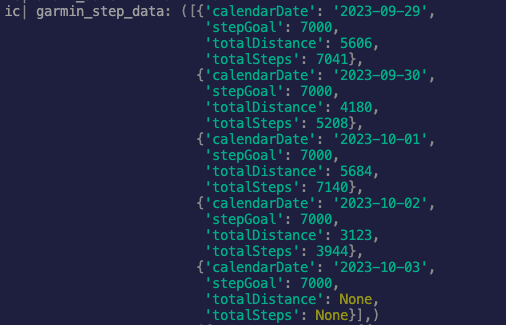 ic| garmin_step_data: ([{'calendarDate': '2023-09-29',
'stepGoal': 7000,
'totalDistance': 5606,
'totalSteps': 7041},
{'calendarDate': '2023-09-30',
'stepGoal': 7000,
'totalDistance': 4180,
'totalSteps': 5208},
{'calendarDate': '2023-10-01',
'stepGoal': 7000,
'totalDistance': 5684,
'totalSteps': 7140},
{'calendarDate': '2023-10-02',
'stepGoal': 7000,
'totalDistance': 3123,
'totalSteps': 3944},
{'calendarDate': '2023-10-03',
'stepGoal': 7000,
'totalDistance': None,
'totalSteps': None}],)